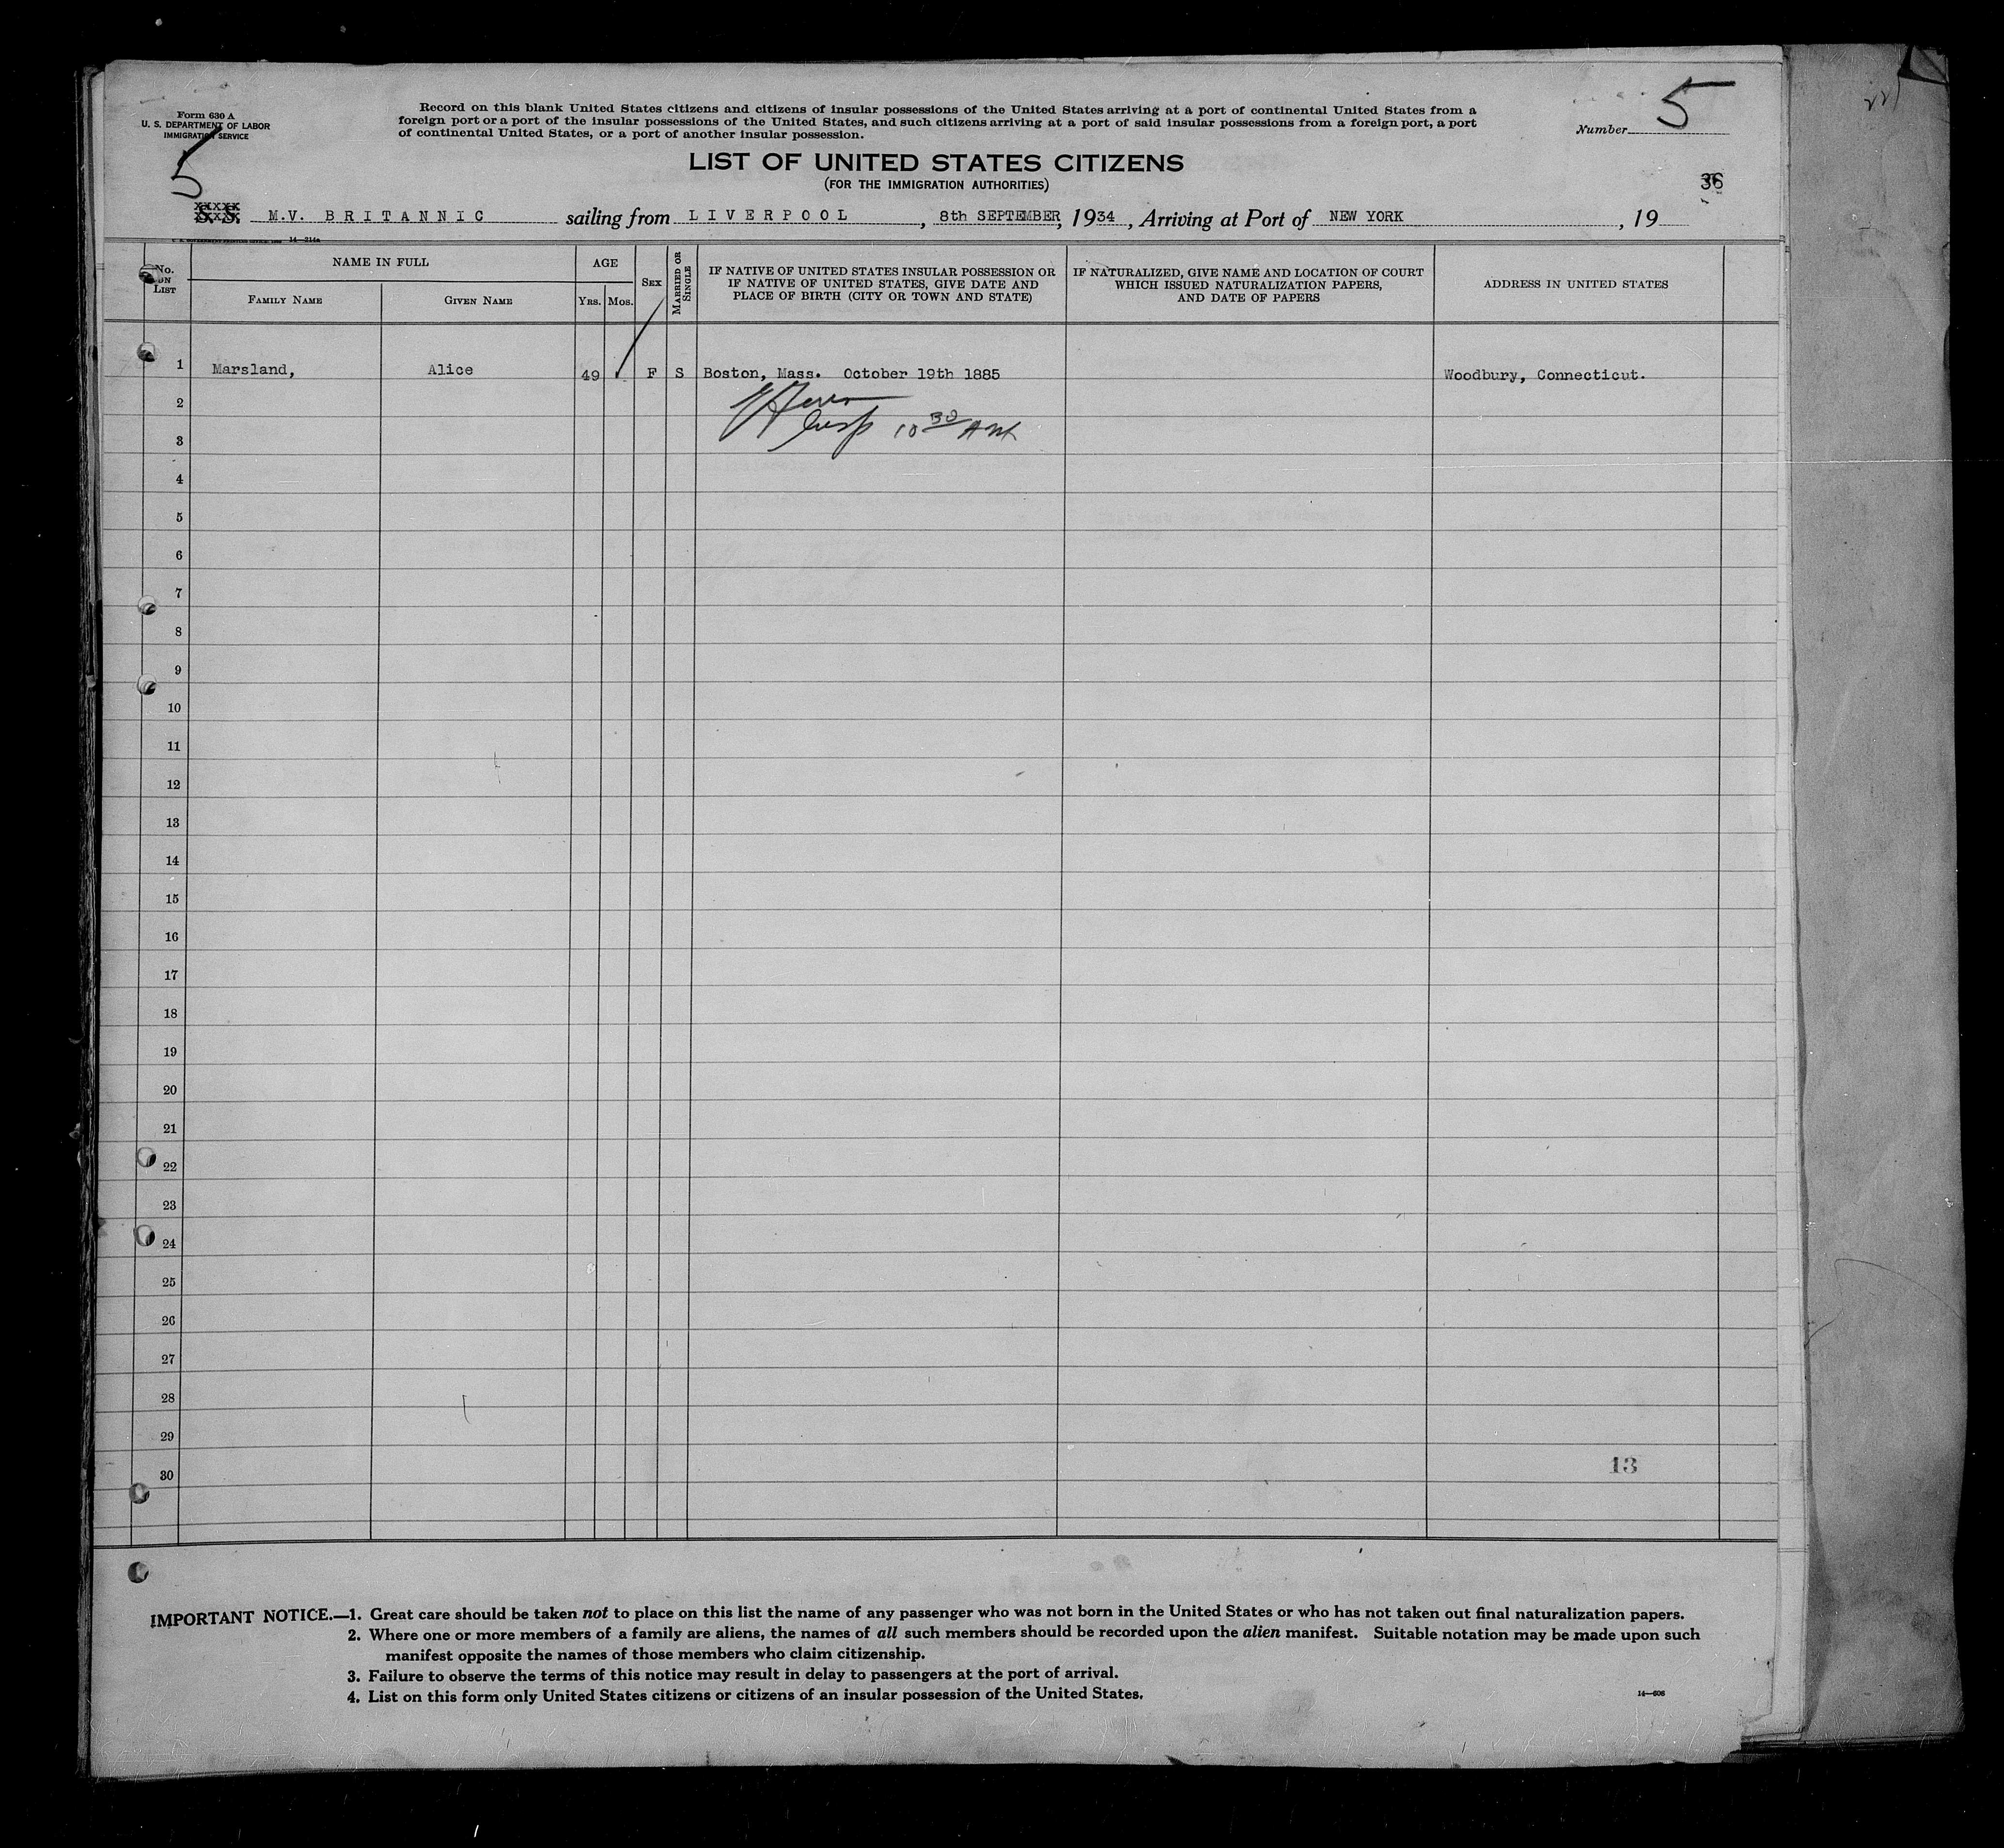 Form 630 A
U. S. DEPARTMENT OF LABOR
IMMIGRATION SERVICE
Record on this blank United States citizens and citizens of insular possessions of the United States arriving at a port of continental United States from a
foreign port or a port of the insular possessions of the United States, and such citizens arriving at a port of said insular possessions from a foreign port, a port
of continental United States, or a port of another insular possession.
Number 5
5
LIST OF UNITED STATES CITIZENS
(FOR THE IMMIGRATION AUTHORITIES)
36
S. S. M.V. BRITANNIC sailing from LIVERPOOL, 8th SEPTEMBER, 1934, Arriving at Port of NEW YORK, 19
No. ON LIST
NAME IN FULL
FAMILY NAME
GIVEN NAME
AGE
YRS.
MOS.
SEX
MARRIED OR SINGLE
IF NATIVE OF UNITED STATES INSULAR POSSESSION OR
IF NATIVE OF UNITED STATES, GIVE DATE AND
PLACE OF BIRTH (CITY OR TOWN AND STATE)
IF NATURALIZED, GIVE NAME AND LOCATION OF COURT
WHICH ISSUED NATURALIZATION PAPERS,
AND DATE OF PAPERS
ADDRESS IN UNITED STATES
1 Marsland, Alice 49 F S Boston, Mass. October 19th 1885 Woodbury, Connecticut.
2
Insp 10 30 AM
3
4
5
6
7
8
9
10
11
12
13
14
15
16
17
18
19
20
21
22
23
24
25
26
27
28
29
13
30
IMPORTANT NOTICE.—1. Great care should be taken not to place on this list the name of any passenger who was not born in the United States or who has not taken out final naturalization papers.
2. Where one or more members of a family are aliens, the names of all such members should be recorded upon the alien manifest. Suitable notation may be made upon such
manifest opposite the names of those members who claim citizenship.
3. Failure to observe the terms of this notice may result in delay to passengers at the port of arrival.
4. List on this form only United States citizens or citizens of an insular possession of the United States.
14—606